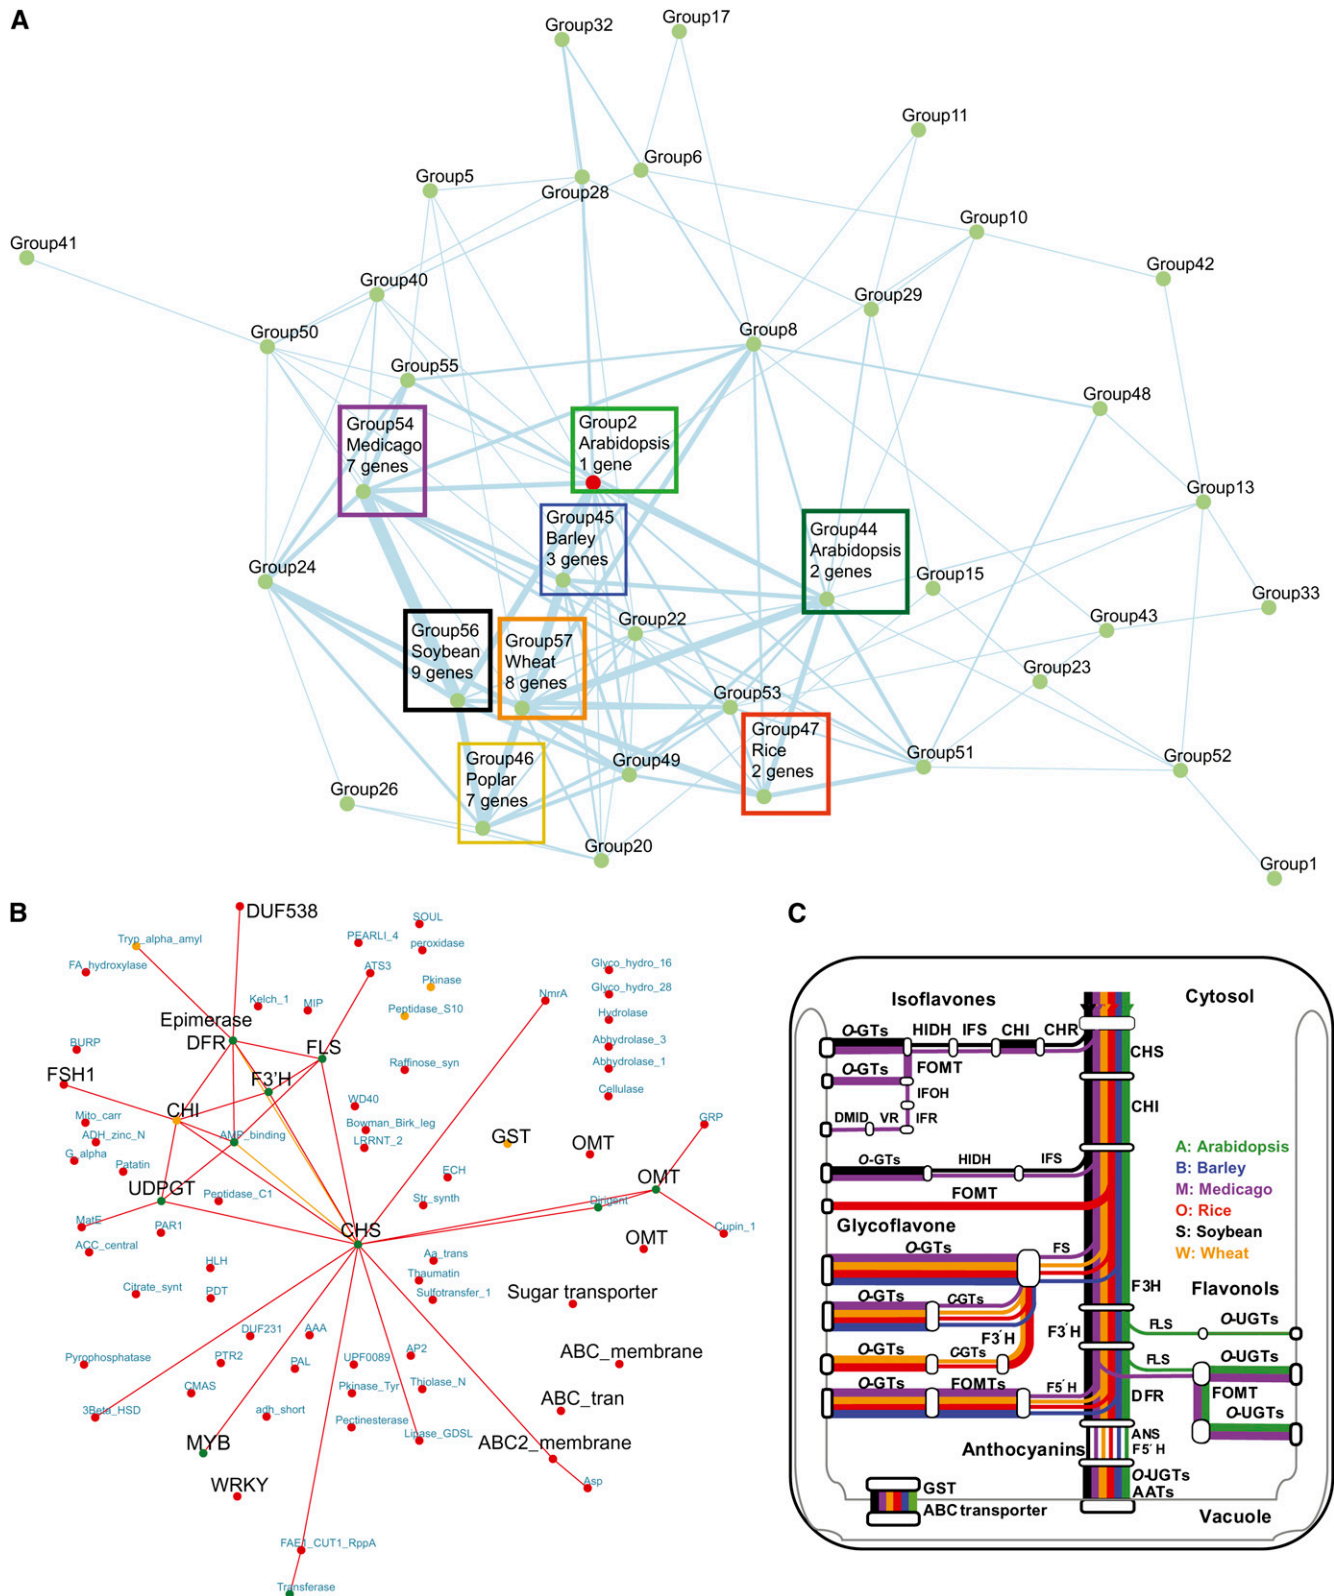 A
Group32
Group17
Group11
Group6
Group5
Group28
Group10
Group41
Group42
Group40
Group29
Group50
Group8
Group55
Group48
Group54
Medicago
7 genes
Group2
Arabidopsis
1 gene
Group13
Group45
Barley
3 genes
Group44
Arabidopsis
2 genes
Group24
Group15
Group33
Group43
Group22
Group56
Soybean
9 genes
Group57
Wheat
8 genes
Group23
Group53
Group47
Rice
2 genes
Group46
Poplar
7 genes
Group49
Group51
Group52
Group26
Group20
Group1
B
DUF538
SOUL
Tryp_alpha_amyl
PEARLI_4
peroxidase
FA_hydroxylase
ATS3
Glyco_hydro_16
Pkinase
Glyco_hydro_28
Kelch_1
MIP
NmrA
Peptidase_S10
Hydrolase
Epimerase
DFR
FLS
BURP
Abhydrolase_3
Raffinose_syn
Abhydrolase_1
FSH1
F3'H
Cellulase
WD40
CHI
Mito_carr
Bowman_Birk_leg
GRP
ADH_zinc_N
AMP_binding
LRRNT_2
GST
OMT
G_alpha
Patatin
ECH
OMT
UDPGT
Peptidase_C1
Str_synth
Dirigent
MatE
PAR1
CHS
Cupin_1
OMT
ACC_central
Aa_trans
HLH
Thaumatin
Citrate_synt
PDT
Sulfotransfer_1
Sugar transporter
DUF231
AAA
AP2
Pyrophosphatase
PTR2
PAL
UPF0089
ABC_membrane
CMAS
Pkinase_Tyr
Thiolase_N
ABC_tran
3Beta_HSD
adh_short
Pectinesterase
Lipase_GDSL
MYB
ABC2_membrane
WRKY
Asp
FAE1_CUT1_RppA
Transferase
C
Isoflavones
Cytosol
O-GTs
HIDH
IFS
CHI
CHR
CHS
O-GTs
FOMT
IFOH
CHI
DMID
VR
IFR
A: Arabidopsis
B: Barley
M: Medicago
O: Rice
S: Soybean
W: Wheat
O-GTs
HIDH
IFS
FOMT
Glycoflavone
O-GTs
FS
F3H
Flavonols
O-GTs
C-GTs
FLS
O-UGTs
F3´H
F3´H
O-GTs
C-GTs
FLS
O-UGTs
O-GTs
FOMTs
F5´H
DFR
FOMT
O-UGTs
Anthocyanins
ANS
F5´H
O-UGTs
AATs
GST
ABC transporter
Vacuole